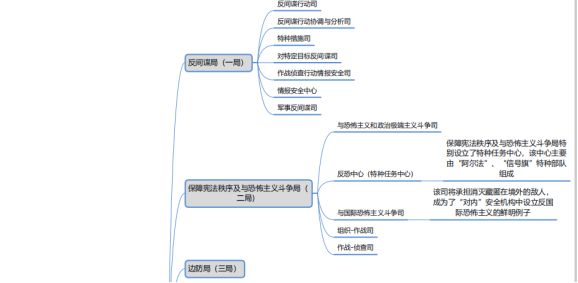 反间谍行动司
反间谍行动协调与分析司
特种措施司
反间谍局（一局）
对特定目标反间谍司
作战侦查行动情报安全司
情报安全中心
军事反间谍司
与恐怖主义和政治极端主义斗争司
保障宪法秩序及与恐怖主义斗争局特
别设立了特种任务中心，该中心主要
由“阿尔法”、“信号旗”特种部队
组成
反恐中心（特种任务中心）
保障宪法秩序及与恐怖主义斗争局（
二局）
该司将承担消灭藏匿在境外的敌人，
成为了“对内”安全机构中设立反国
际恐怖主义的鲜明例子
与国际恐怖主义斗争司
组织-作战司
作战-侦查司
边防局（三局）